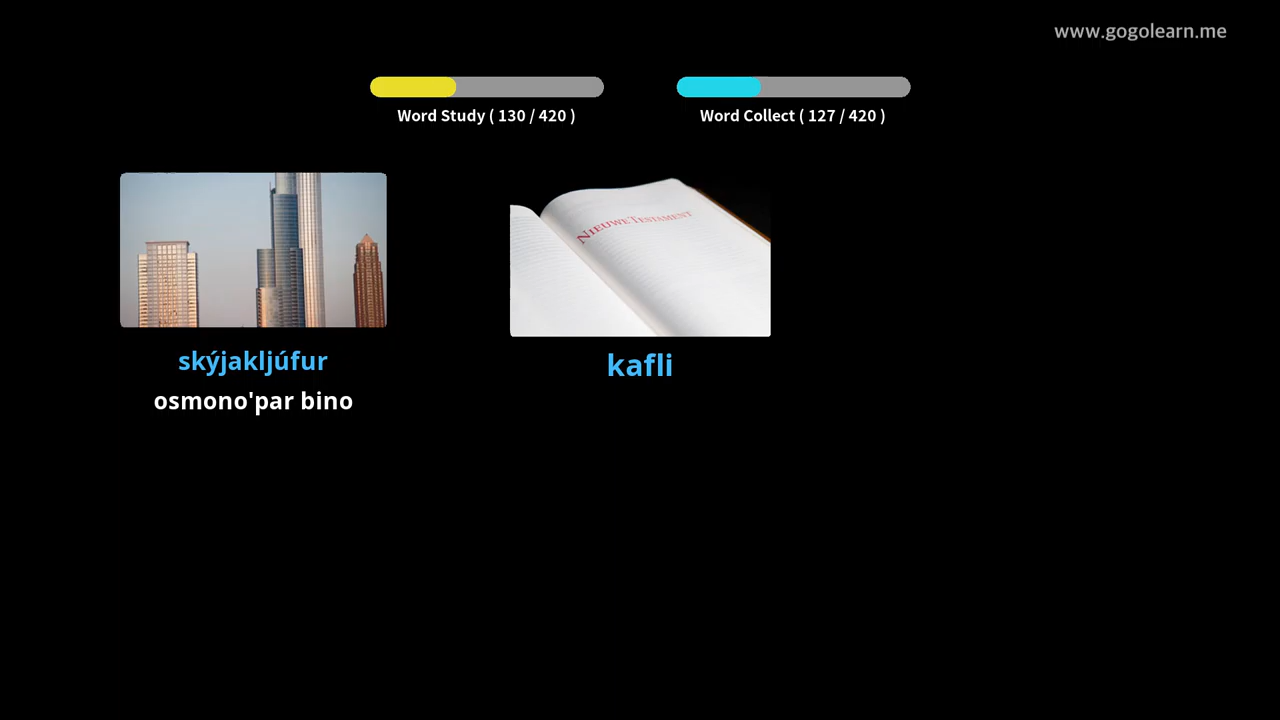 www.gogolearn.me
Word Study ( 130 / 420 )
Word Collect ( 127 / 420 )
NIEUWE TESTAMENT
skýjakljúfur
kafli
osmono'par bino